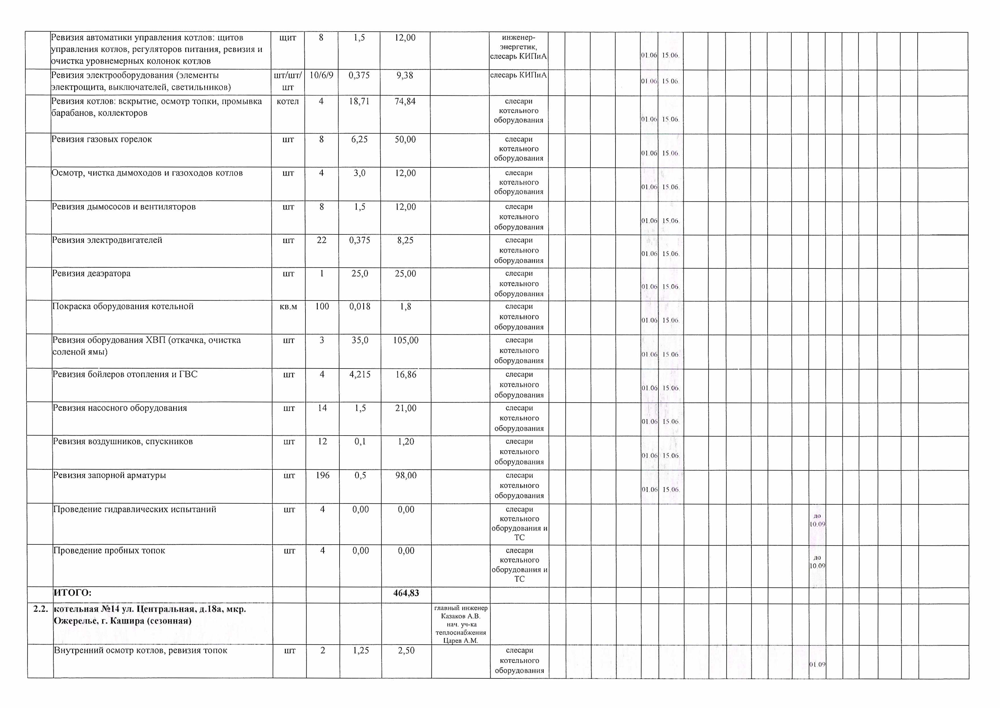 Ревизия автоматики управления котлов: щитов управления котлов, регуляторов питания, ревизия и очистка уровнемерных колонок котлов щит 8 1,5 12,00 инженер-энергетик, слесарь КИПиА 01.06 15.06.
Ревизия электрооборудования (элементы электрощита, выключателей, светильников) шт/шт/шт 10/6/9 0,375 9,38 слесарь КИПиА 01.06 15.06.
Ревизия котлов: вскрытие, осмотр топки, промывка барабанов, коллекторов котел 4 18,71 74,84 слесари котельного оборудования 01.06 15.06.
Ревизия газовых горелок шт 8 6,25 50,00 слесари котельного оборудования 01.06 15.06.
Осмотр, чистка дымоходов и газоходов котлов шт 4 3,0 12,00 слесари котельного оборудования 01.06 15.06.
Ревизия дымососов и вентиляторов шт 8 1,5 12,00 слесари котельного оборудования 01.06 15.06.
Ревизия электродвигателей шт 22 0,375 8,25 слесари котельного оборудования 01.06 15.06.
Ревизия деаэратора шт 1 25,0 25,00 слесари котельного оборудования 01.06 15.06.
Покраска оборудования котельной кв.м 100 0,018 1,8 слесари котельного оборудования 01.06 15.06.
Ревизия оборудования ХВП (откачка, очистка соленой ямы) шт 3 35,0 105,00 слесари котельного оборудования 01.06 15.06.
Ревизия бойлеров отопления и ГВС шт 4 4,215 16,86 слесари котельного оборудования 01.06 15.06.
Ревизия насосного оборудования шт 14 1,5 21,00 слесари котельного оборудования 01.06 15.06.
Ревизия воздушников, спускников шт 12 0,1 1,20 слесари котельного оборудования 01.06 15.06.
Ревизия запорной арматуры шт 196 0,5 98,00 слесари котельного оборудования 01.06 15.06.
Проведение гидравлических испытаний шт 4 0,00 0,00 слесари котельного оборудования и ТС до 10.09
Проведение пробных топок шт 4 0,00 0,00 слесари котельного оборудования и ТС до 10.09
ИТОГО: 464,83
2.2. котельная №14 ул. Центральная, д.18а, мкр. Ожерелье, г. Кашира (сезонная) главный инженер Казаков А.В. нач. уч-ка теплоснабжения Царев А.М.
Внутренний осмотр котлов, ревизия топок шт 2 1,25 2,50 слесари котельного оборудования 01.09